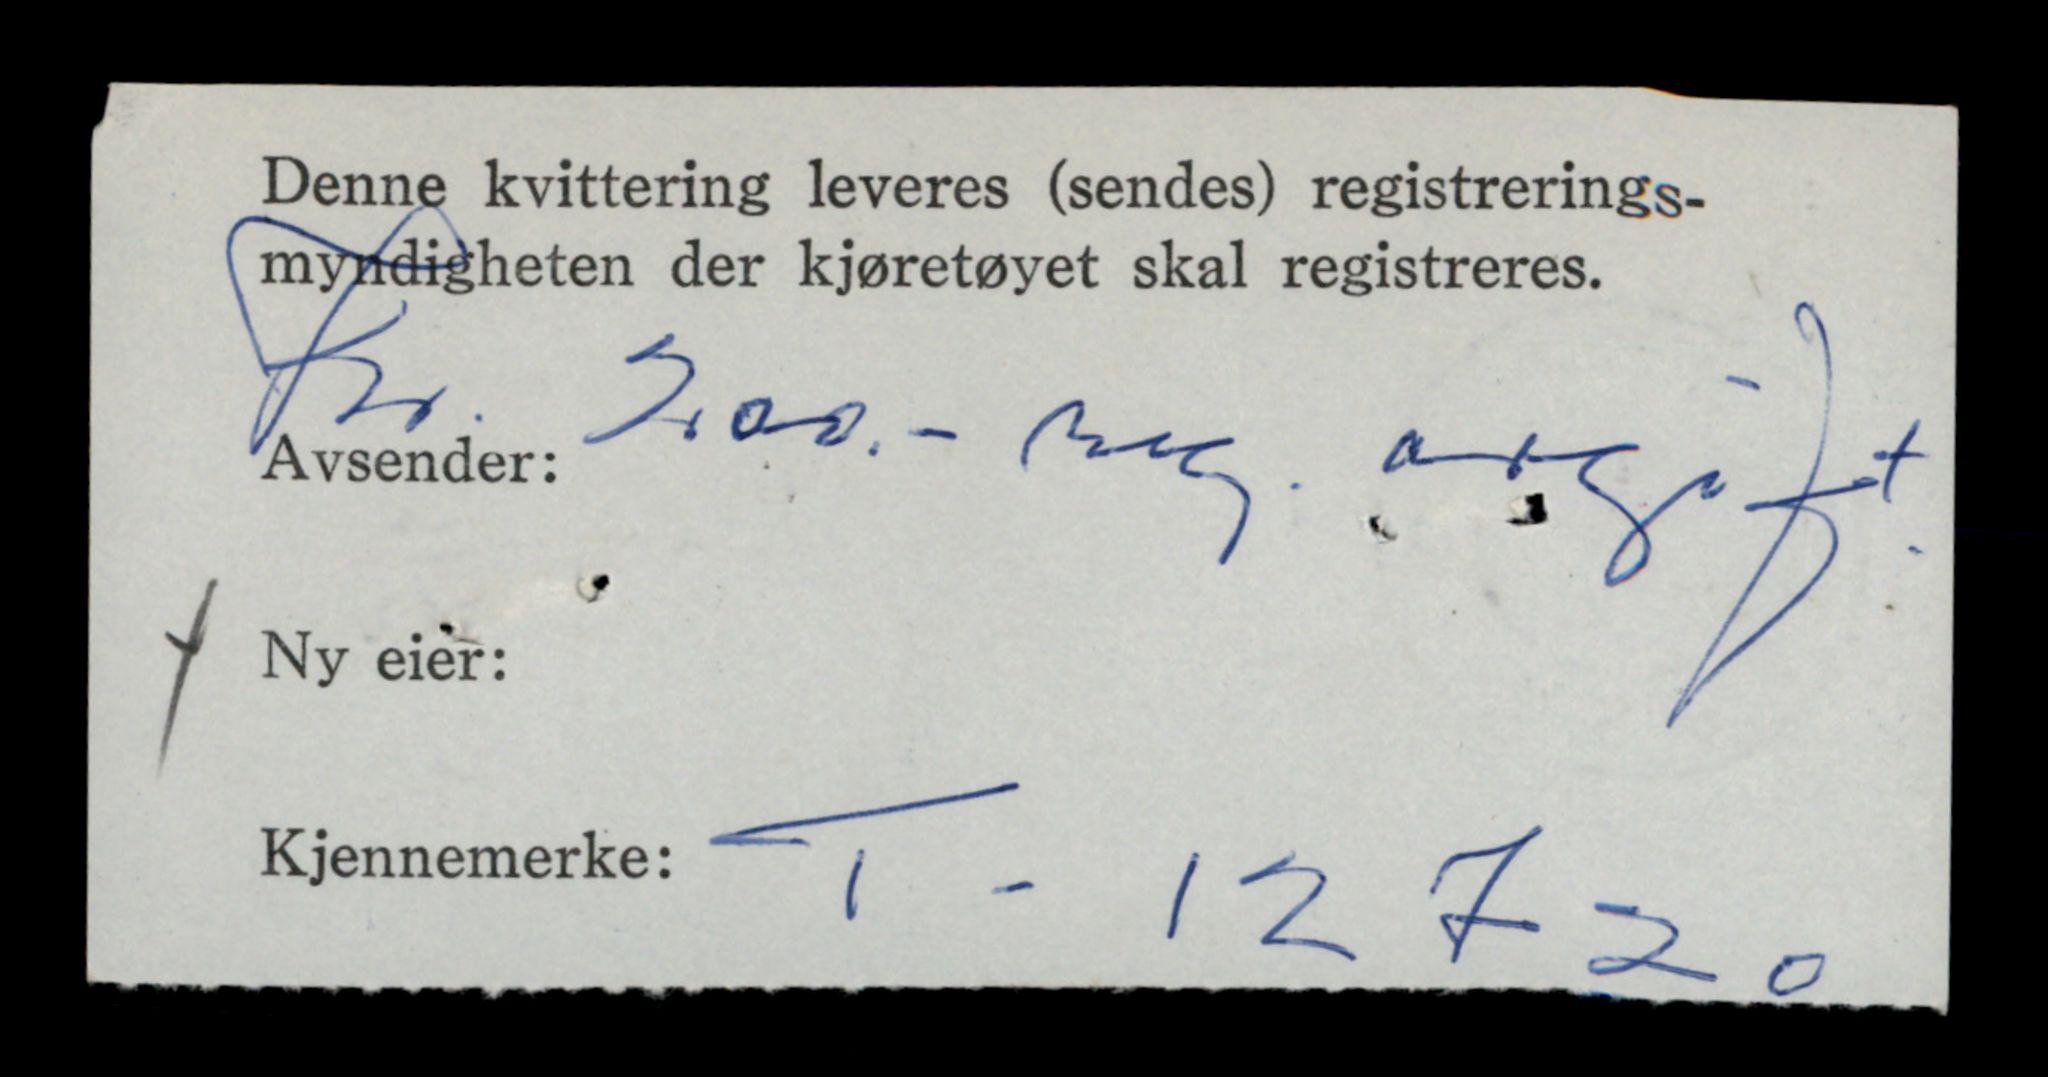 Denne kvittering leveres (sendes) registrerings-
myndigheten der kjøretøyet skal registreres.
Kr. 200.- reg. avgift.
Avsender:
Ny eier:
Kjennemerke: T - 12720